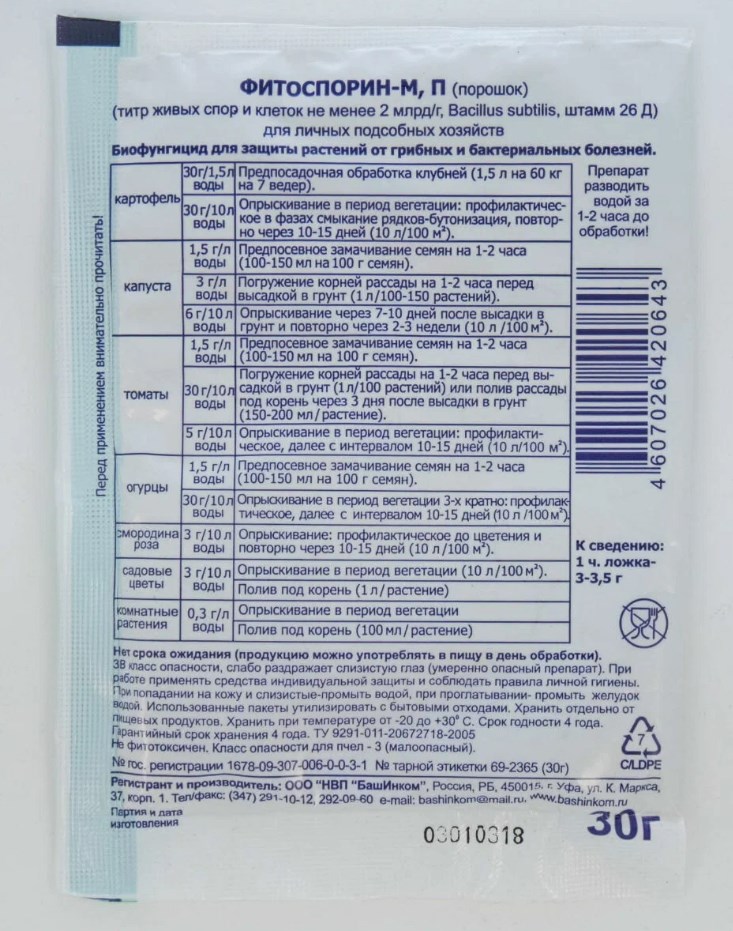 ФИТОСПОРИН-М, П (порошок)
(титр живых спор и клеток не менее 2 млрд/г, Bacillus subtilis, штамм 26 Д)
для личных подсобных хозяйств
Биофунгицид для защиты растений от грибных и бактериальных болезней.
Перед применением внимательно прочитать!
картофель
30г/1,5л
воды
Предпосадочная обработка клубней (1,5 л на 60 кг
на 7 ведер).
30г/10л
воды
Опрыскивание в период вегетации: профилактичес-
кое в фазах смыкание рядков-бутонизация, повтор-
но через 10-15 дней (10 л/100 м²).
капуста
1,5 г/л
воды
Предпосевное замачивание семян на 1-2 часа
(100-150 мл на 100 г семян).
3 г/л
воды
Погружение корней рассады на 1-2 часа перед
высадкой в грунт (1 л/100-150 растений).
6 г/10 л
воды
Опрыскивание через 7-10 дней после высадки в
грунт и повторно через 2-3 недели (10 л /100 м²).
томаты
1,5 г/л
воды
Предпосевное замачивание семян на 1-2 часа
(100-150 мл на 100 г семян).
30 г/10л
воды
Погружение корней рассады на 1-2 часа перед вы-
садкой в грунт (1л/100 растений) или полив рассады
под корень через 3 дня после высадки в грунт
(150-200 мл/растение).
5 г/10 л
воды
Опрыскивание в период вегетации: профилакти-
ческое, далее с интервалом 10-15 дней (10 л/100 м²).
огурцы
1,5 г/л
воды
Предпосевное замачивание семян на 1-2 часа
(100-150 мл на 100 г семян).
30 г/10л
воды
Опрыскивание в период вегетации 3-х кратно: профилак-
тическое, далее с интервалом 10-15 дней (10 л /100м²).
смородина
роза
3 г/10 л
воды
Опрыскивание: профилактическое до цветения и
повторно через 10-15 дней (10 л/100 м²).
садовые
цветы
3 г/10 л
воды
Опрыскивание в период вегетации (10 л/100 м²).
Полив под корень (1 л/растение)
комнатные
растения
0,3 г/л
воды
Опрыскивание в период вегетации
Полив под корень (100 мл/растение)
Препарат
разводить
водой за
1-2 часа до
обработки!
4 607026 420643
К сведению:
1 ч. ложка-
3-3,5 г
Нет срока ожидания (продукцию можно употреблять в пищу в день обработки).
3В класс опасности, слабо раздражает слизистую глаз (умеренно опасный препарат). При
работе применять средства индивидуальной защиты и соблюдать правила личной гигиены.
При попадании на кожу и слизистые-промыть водой, при проглатывании- промыть желудок
водой. Использованные пакеты утилизировать с бытовыми отходами. Хранить отдельно от
пищевых продуктов. Хранить при температуре от -20 до +30° С. Срок годности 4 года.
Гарантийный срок хранения 4 года. ТУ 9291-011-20672718-2005
Не фитотоксичен. Класс опасности для пчел - 3 (малоопасный).
№ гос. регистрации 1678-09-307-006-0-0-3-1 № тарной этикетки 69-2365 (30г)
7
C/LDPE
Регистрант и производитель: ООО "НВП "БашИнком", Россия, РБ, 450015, г. Уфа, ул. К. Маркса,
37, корп. 1. Тел/факс: (347) 291-10-12, 292-09-60 e-mail: bashinkom@mail.ru, www.bashinkom.ru
Партия и дата
изготовления
03010318
30г